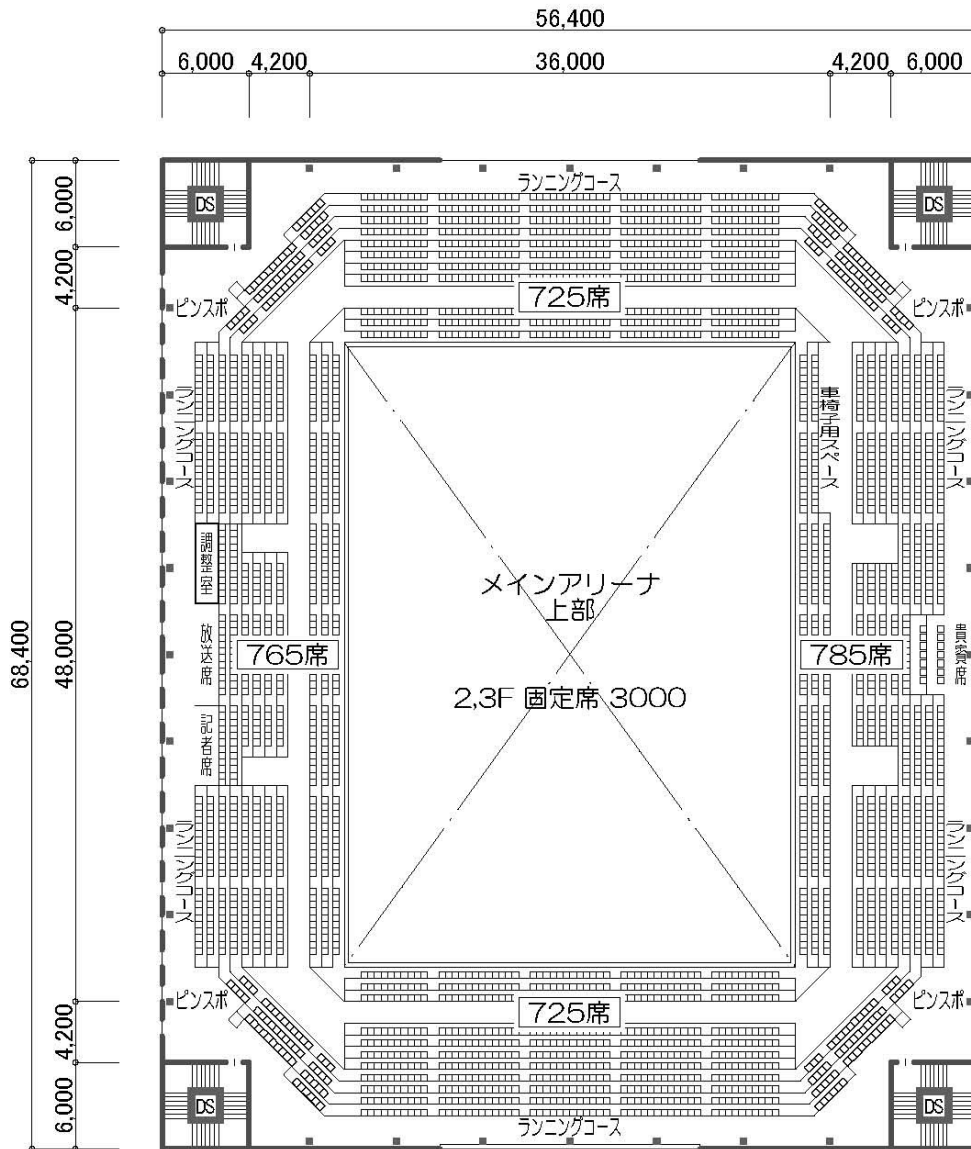 56,400
6,000 4,200 36,000 4,200 6,000
68,400
6,000
4,200
48,000
4,200
6,000
DS
DS
ランニングコース
725席
ピンスポ
ピンスポ
ランニングコース
車椅子用スペース
ランニングコース
調整室
メインアリーナ
上部
放送席
765席
785席
貴賓席
2,3F 固定席 3000
記者席
ランニングコース
ランニングコース
ピンスポ
725席
ピンスポ
DS
ランニングコース
DS